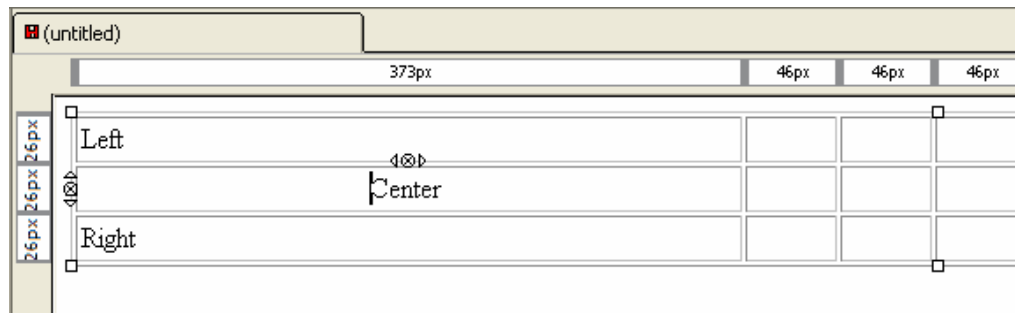 (untitled)
373px 46px 46px 46px
26px Left
26px Center
26px Right